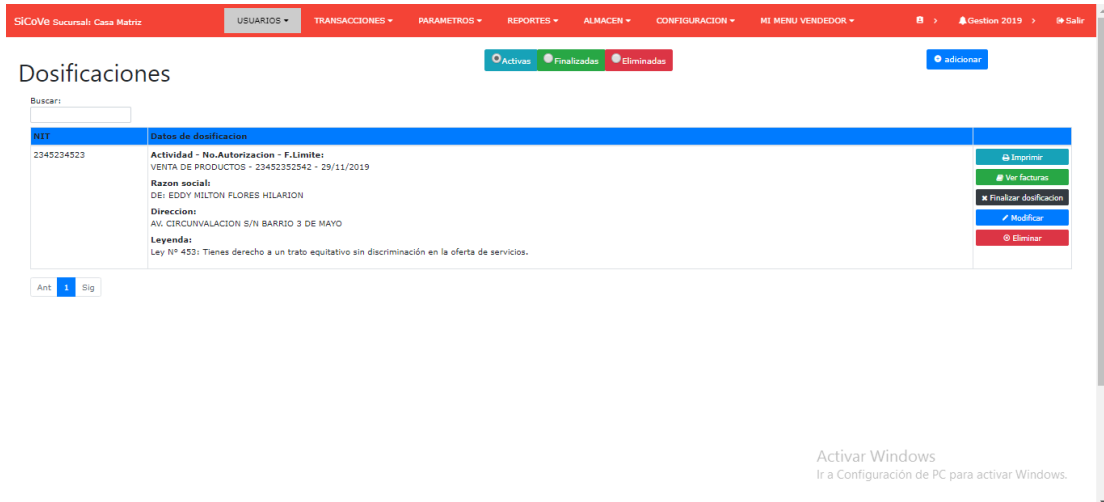 SiCoVe Sucursal: Casa Matriz USUARIOS TRANSACCIONES PARAMETROS REPORTES ALMACEN CONFIGURACION MI MENU VENDEDOR Gestion 2019 Salir
Dosificaciones
Activas Finalizadas Eliminadas
adicionar
Buscar:
NIT Datos de dosificacion
2345234523
Actividad - No.Autorizacion - F.Limite:
VENTA DE PRODUCTOS - 23452352542 - 29/11/2019
Razon social:
DE: EDDY MILTON FLORES HILARION
Direccion:
AV. CIRCUNVALACION S/N BARRIO 3 DE MAYO
Leyenda:
Ley Nº 453: Tienes derecho a un trato equitativo sin discriminación en la oferta de servicios.
Imprimir
Ver facturas
Finalizar dosificacion
Modificar
Eliminar
Ant 1 Sig
Activar Windows
Ir a Configuración de PC para activar Windows.